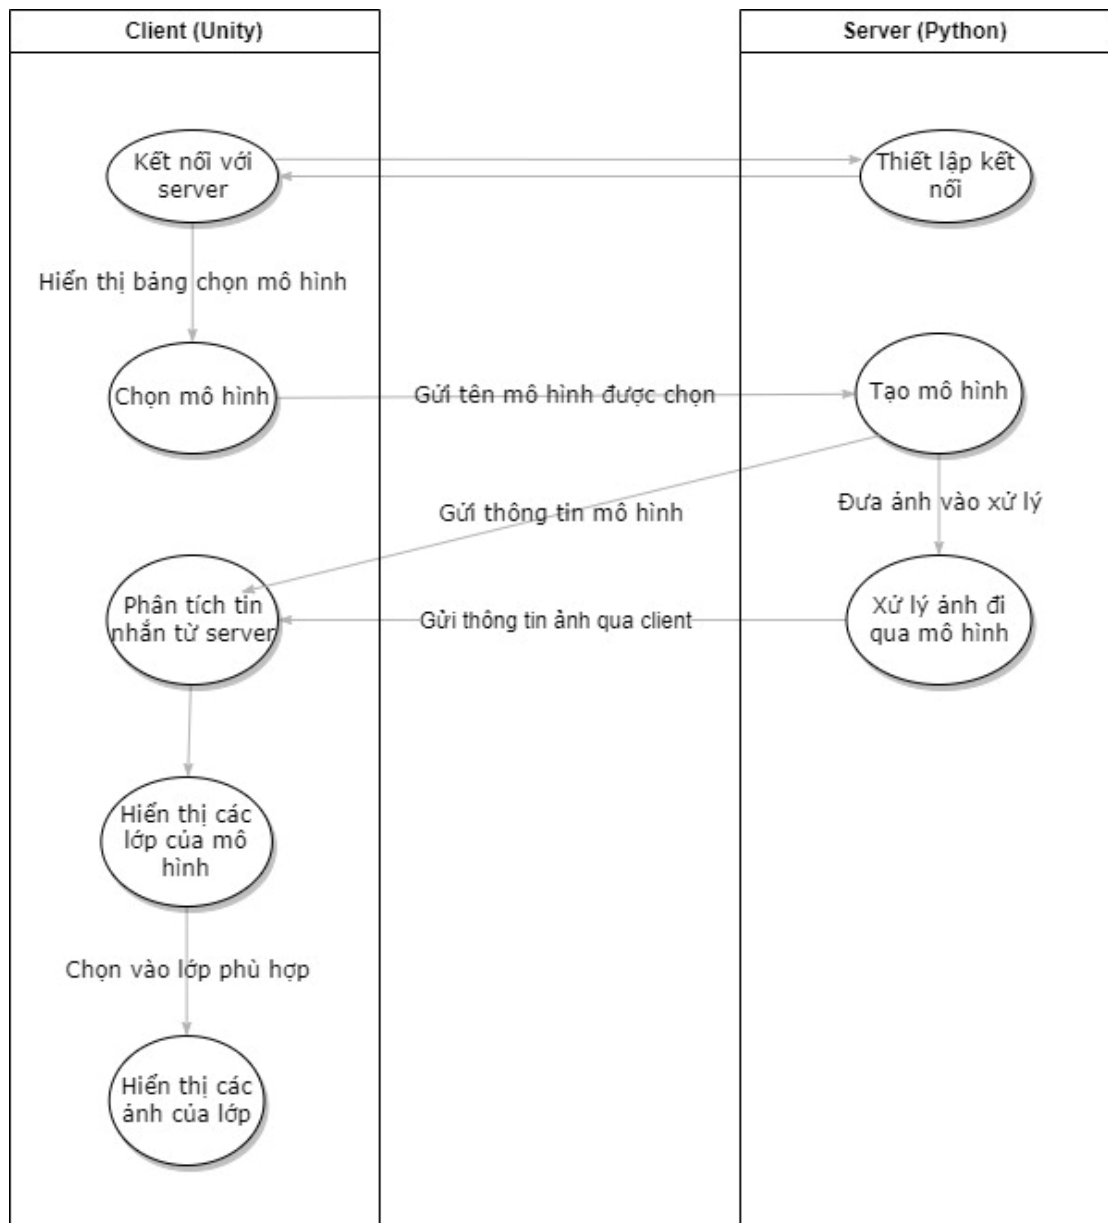 Client (Unity)
Server (Python)
Kết nối với
server
Thiết lập kết
nối
Hiển thị bảng chọn mô hình
Chọn mô hình
Gửi tên mô hình được chọn
Tạo mô hình
Gửi thông tin mô hình
Đưa ảnh vào xử lý
Phân tích tin
nhắn từ server
Gửi thông tin ảnh qua client
Xử lý ảnh đi
qua mô hình
Hiển thị các
lớp của mô
hình
Chọn vào lớp phù hợp
Hiển thị các
ảnh của lớp